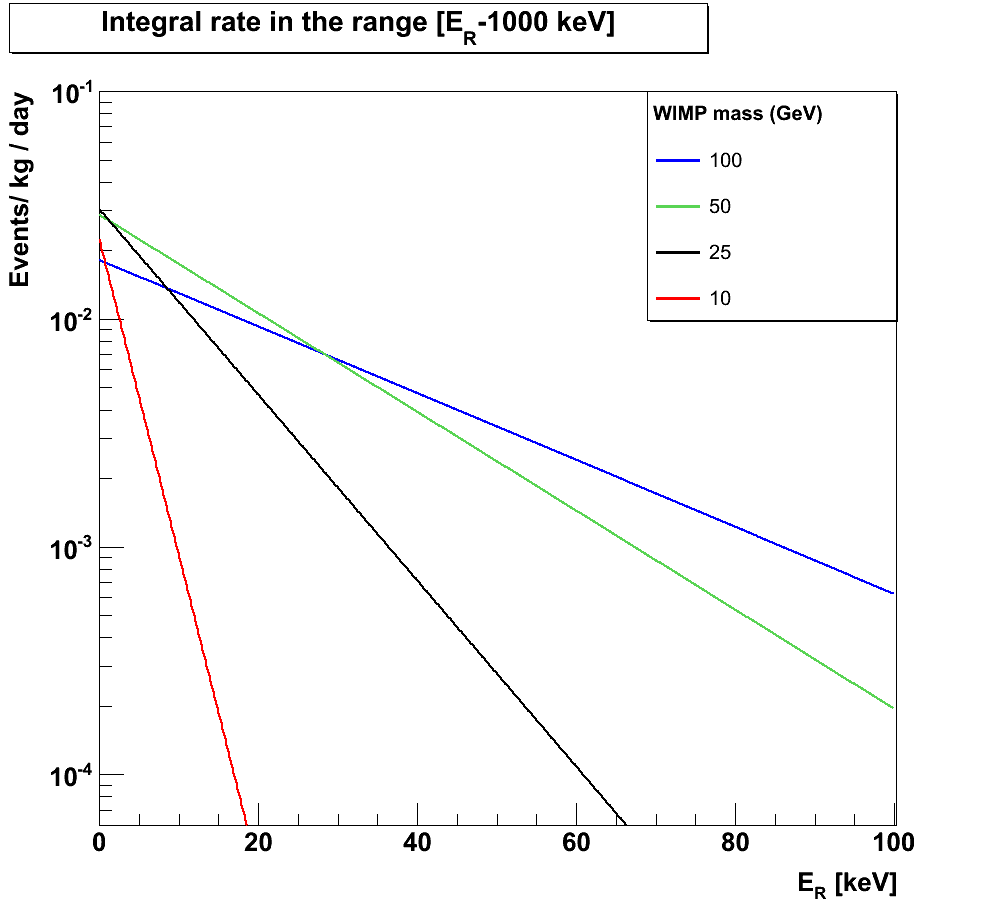 Integral rate in the range [E_R-1000 keV]
Events/ kg / day
10^-1
10^-2
10^-3
10^-4
WIMP mass (GeV)
100
50
25
10
0 20 40 60 80 100
E_R [keV]